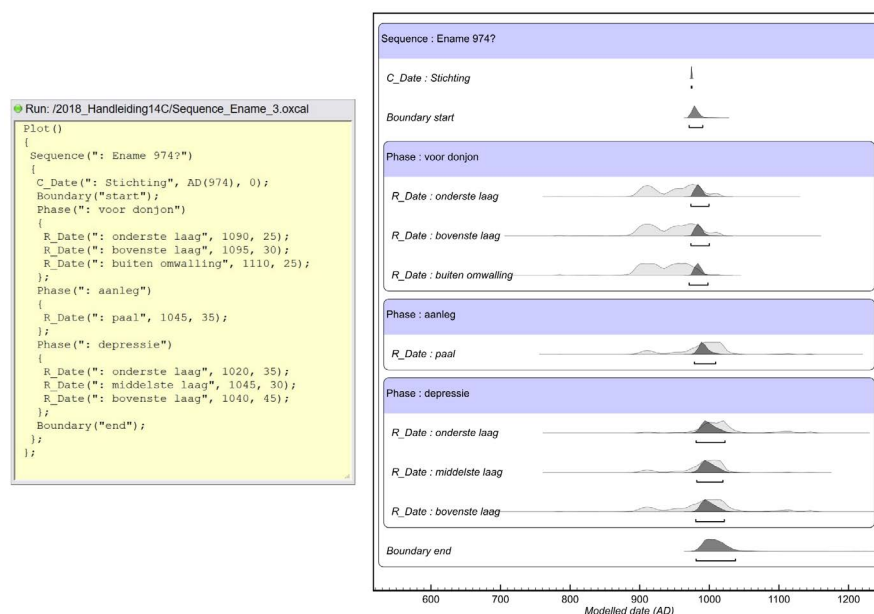 Run: /2018_Handleiding14C/Sequence_Ename_3.oxcal
Plot()
{
Sequence(": Ename 974?")
{
C_Date(": Stichting", AD(974), 0);
Boundary("start");
Phase(": voor donjon")
{
R_Date(": onderste laag", 1090, 25);
R_Date(": bovenste laag", 1095, 30);
R_Date(": buiten omwalling", 1110, 25);
};
Phase(": aanleg")
{
R_Date(": paal", 1045, 35);
};
Phase(": depressie")
{
R_Date(": onderste laag", 1020, 35);
R_Date(": middelste laag", 1045, 30);
R_Date(": bovenste laag", 1040, 45);
};
Boundary("end");
};
};
Sequence : Ename 974?
C_Date : Stichting
Boundary start
Phase : voor donjon
R_Date : onderste laag
R_Date : bovenste laag
R_Date : buiten omwalling
Phase : aanleg
R_Date : paal
Phase : depressie
R_Date : onderste laag
R_Date : middelste laag
R_Date : bovenste laag
Boundary end
600 700 800 900 1000 1100 1200
Modelled date (AD)